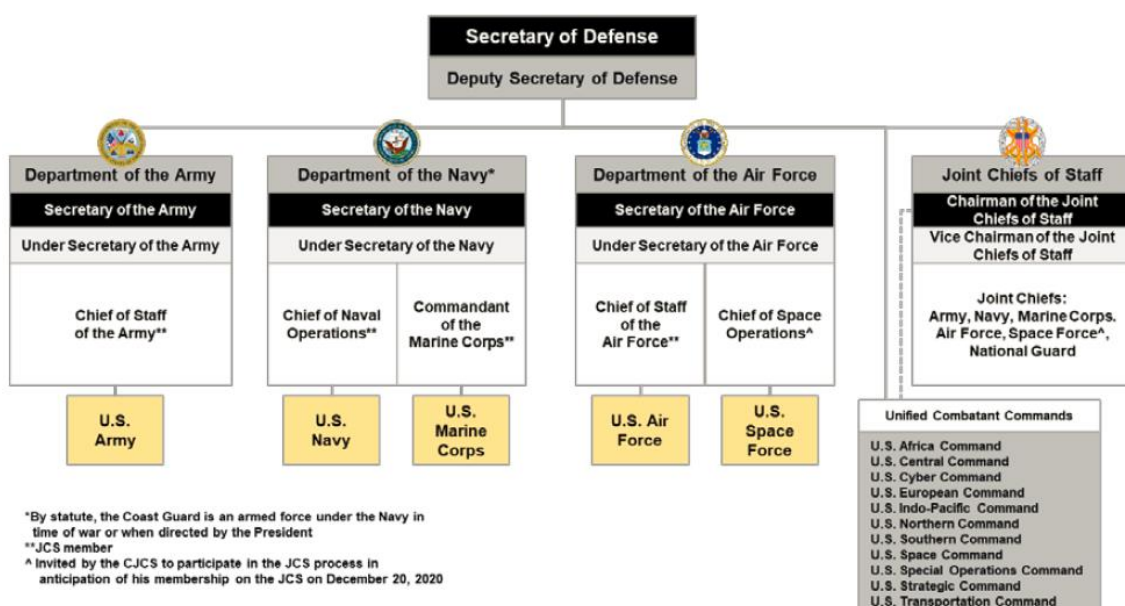 Secretary of Defense
Deputy Secretary of Defense
Department of the Army
Secretary of the Army
Under Secretary of the Army
Chief of Staff
of the Army**
U.S.
Army
Department of the Navy*
Secretary of the Navy
Under Secretary of the Navy
Chief of Naval
Operations**
Commandant
of the
Marine Corps**
U.S.
Navy
U.S.
Marine
Corps
Department of the Air Force
Secretary of the Air Force
Under Secretary of the Air Force
Chief of Staff
of the
Air Force**
Chief of Space
Operations^
U.S. Air
Force
U.S.
Space
Force
Joint Chiefs of Staff
Chairman of the Joint
Chiefs of Staff
Vice Chairman of the Joint
Chiefs of Staff
Joint Chiefs:
Army, Navy, Marine Corps.
Air Force, Space Force^,
National Guard
Unified Combatant Commands
U.S. Africa Command
U.S. Central Command
U.S. Cyber Command
U.S. European Command
U.S. Indo-Pacific Command
U.S. Northern Command
U.S. Southern Command
U.S. Space Command
U.S. Special Operations Command
U.S. Strategic Command
U.S. Transportation Command
*By statute, the Coast Guard is an armed force under the Navy in
time of war or when directed by the President
**JCS member
^ Invited by the CJCS to participate in the JCS process in
anticipation of his membership on the JCS on December 20, 2020